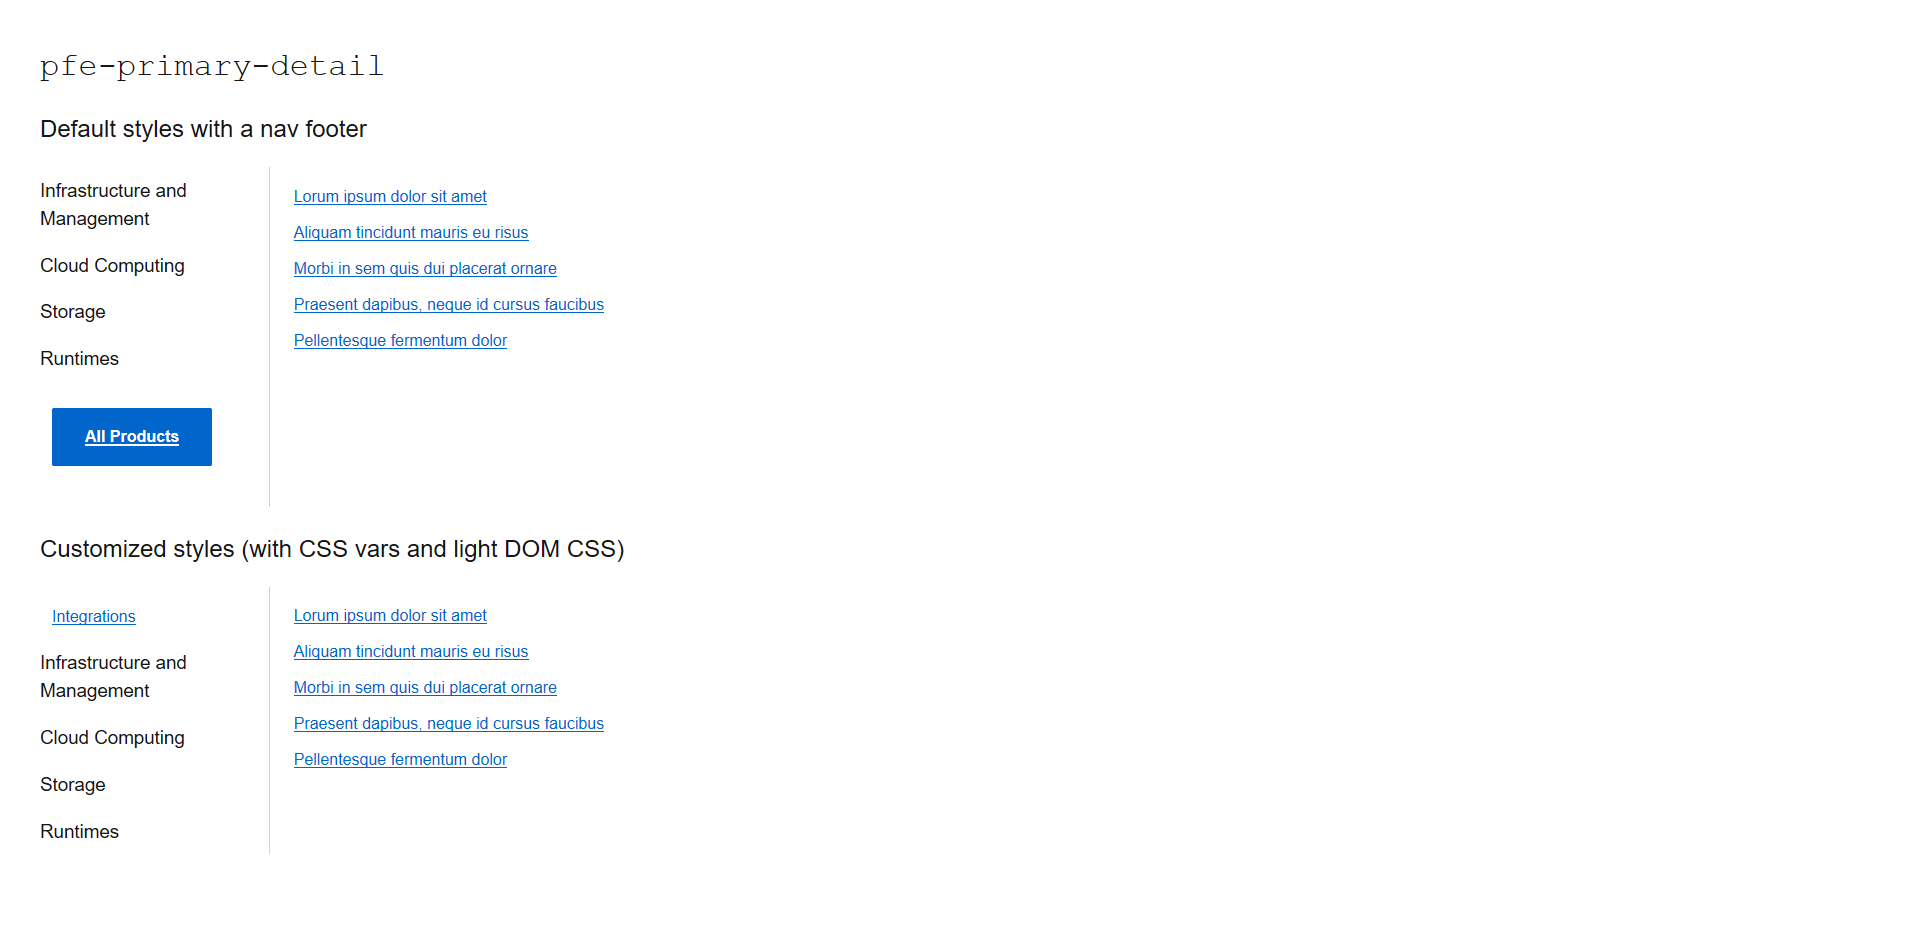 pfe-primary-detail
Default styles with a nav footer
Infrastructure and
Management
Cloud Computing
Storage
Runtimes
All Products
Lorum ipsum dolor sit amet
Aliquam tincidunt mauris eu risus
Morbi in sem quis dui placerat ornare
Praesent dapibus, neque id cursus faucibus
Pellentesque fermentum dolor
Customized styles (with CSS vars and light DOM CSS)
Integrations
Infrastructure and
Management
Cloud Computing
Storage
Runtimes
Lorum ipsum dolor sit amet
Aliquam tincidunt mauris eu risus
Morbi in sem quis dui placerat ornare
Praesent dapibus, neque id cursus faucibus
Pellentesque fermentum dolor